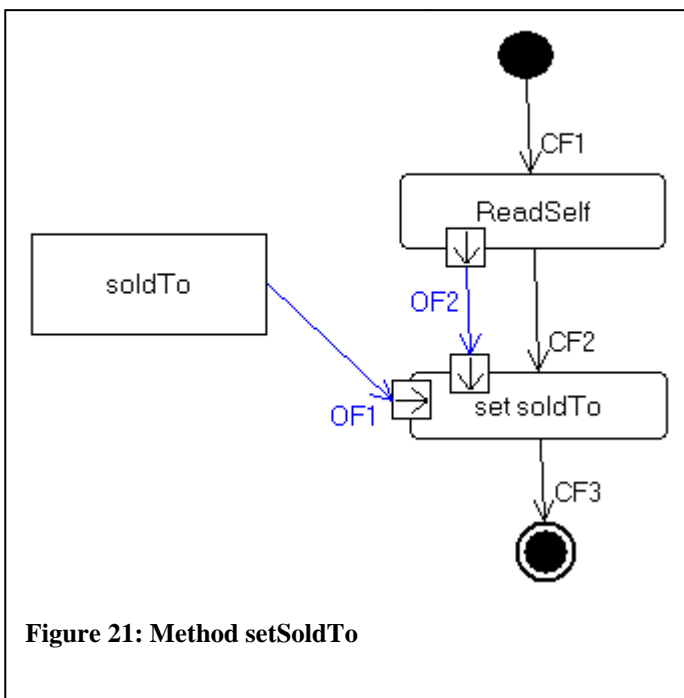 CF1
ReadSelf
soldTo
OF2
CF2
OF1
set soldTo
CF3
Figure 21: Method setSoldTo